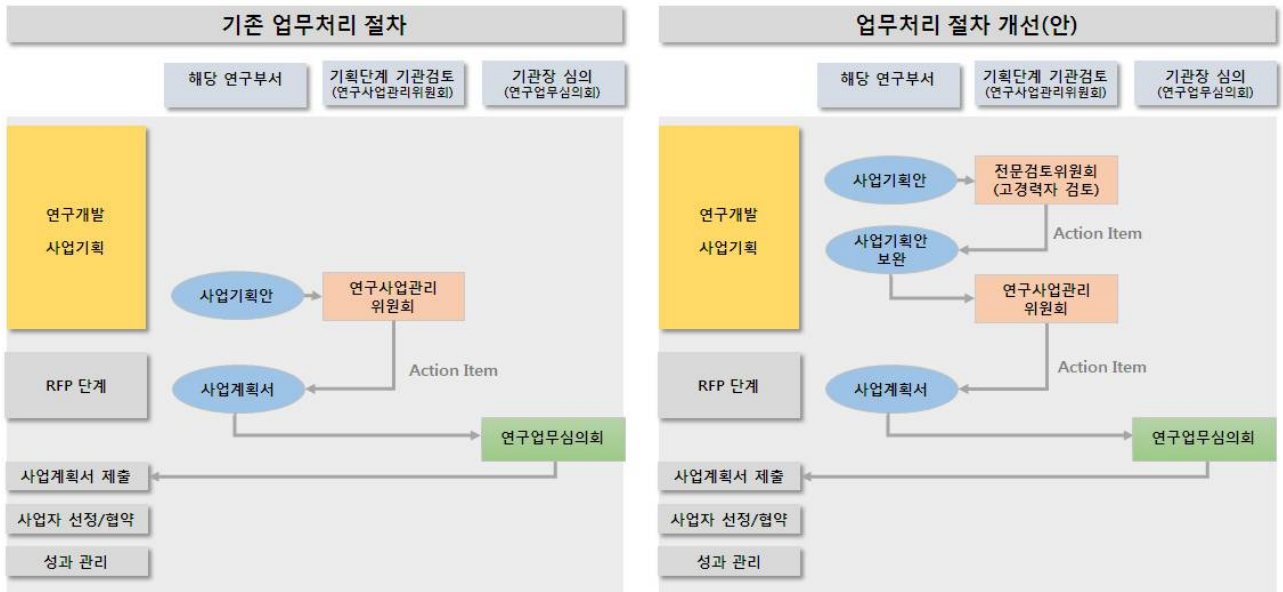 기존 업무처리 절차
해당 연구부서
기획단계 기관검토
(연구사업관리위원회)
기관장 심의
(연구업무심의회)
연구개발
사업기획
사업기획안
연구사업관리
위원회
Action Item
RFP 단계
사업계획서
연구업무심의회
사업계획서 제출
사업자 선정/협약
성과 관리
업무처리 절차 개선(안)
해당 연구부서
기획단계 기관검토
(연구사업관리위원회)
기관장 심의
(연구업무심의회)
연구개발
사업기획
사업기획안
전문검토위원회
(고경력자 검토)
Action Item
사업기획안
보완
연구사업관리
위원회
Action Item
RFP 단계
사업계획서
연구업무심의회
사업계획서 제출
사업자 선정/협약
성과 관리